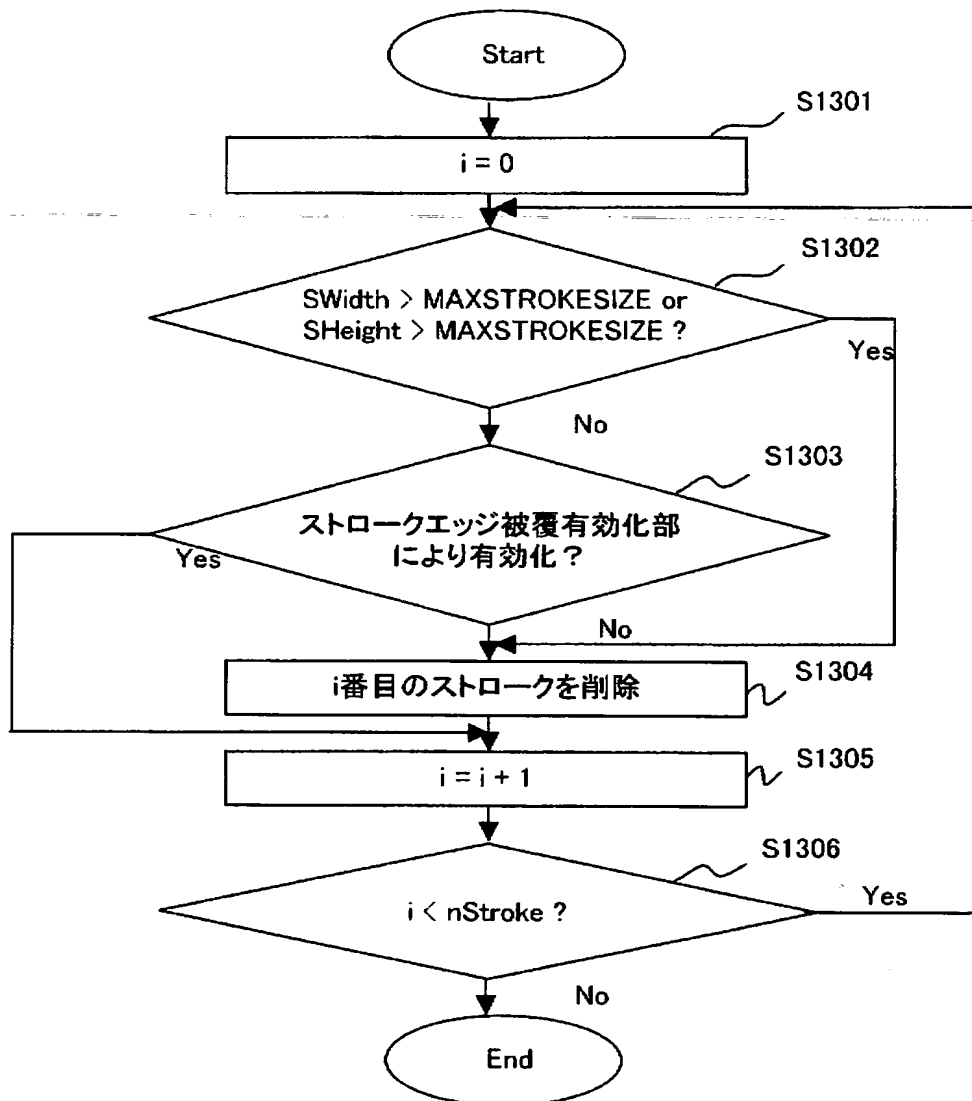 Start
S1301
i = 0
S1302
SWidth > MAXSTROKESIZE or
SHeight > MAXSTROKESIZE ?
Yes
No
S1303
ストロークエッジ被覆有効化部
により有効化？
Yes
No
i番目のストロークを削除
S1304
i = i + 1
S1305
S1306
i < nStroke ?
Yes
No
End